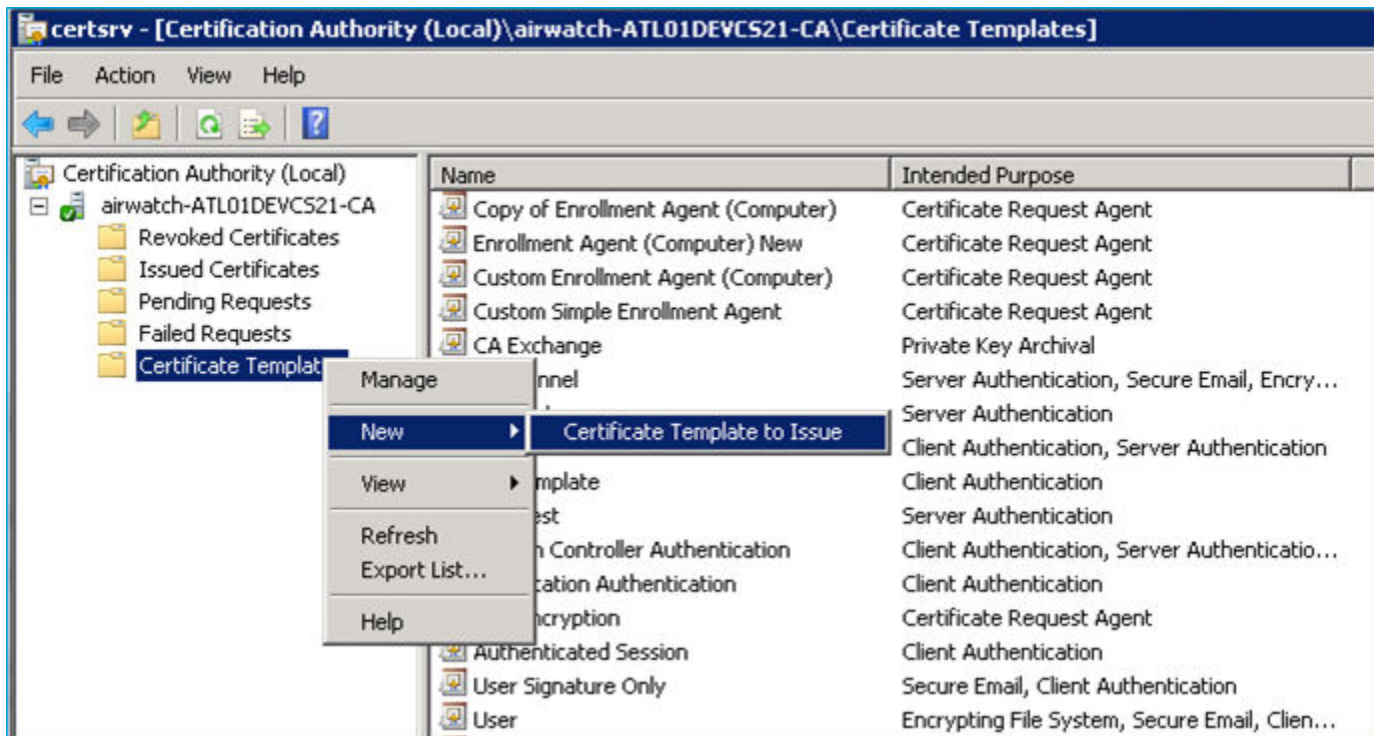 certsrv - [Certification Authority (Local)\airwatch-ATL01DEVCS21-CA\Certificate Templates]
File Action View Help
Certification Authority (Local)
airwatch-ATL01DEVCS21-CA
Revoked Certificates
Issued Certificates
Pending Requests
Failed Requests
Certificate Templat
Manage
New
Certificate Template to Issue
View
Refresh
Export List...
Help
Name Intended Purpose
Copy of Enrollment Agent (Computer) Certificate Request Agent
Enrollment Agent (Computer) New Certificate Request Agent
Custom Enrollment Agent (Computer) Certificate Request Agent
Custom Simple Enrollment Agent Certificate Request Agent
CA Exchange Private Key Archival
nnel Server Authentication, Secure Email, Encry...
Server Authentication
Client Authentication, Server Authentication
mplate Client Authentication
est Server Authentication
n Controller Authentication Client Authentication, Server Authenticatio...
cation Authentication Client Authentication
ncryption Certificate Request Agent
Authenticated Session Client Authentication
User Signature Only Secure Email, Client Authentication
User Encrypting File System, Secure Email, Clien...